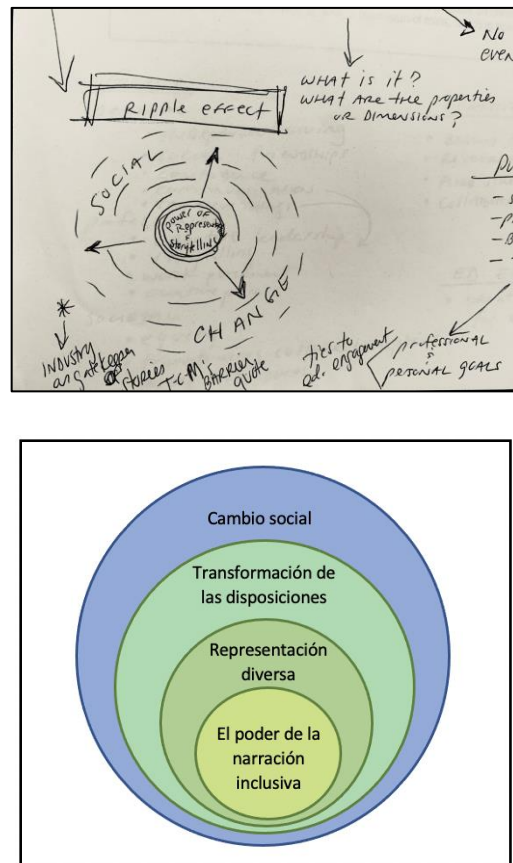 No
even
WHAT IS IT?
WHAT ARE THE PROPERTIES
OR DIMENSIONS?
RIPPLE EFFECT
SOCIAL
POWER OF
REPRESENTATION
STORYTELLING
CHANGE
*
INDUSTRY
as gatekeeper
of stories
BARRIER
quote
ties to
ed. engagement
professional
PERSONAL GOALS
Cambio social
Transformación de
las disposiciones
Representación
diversa
El poder de la
narración
inclusiva